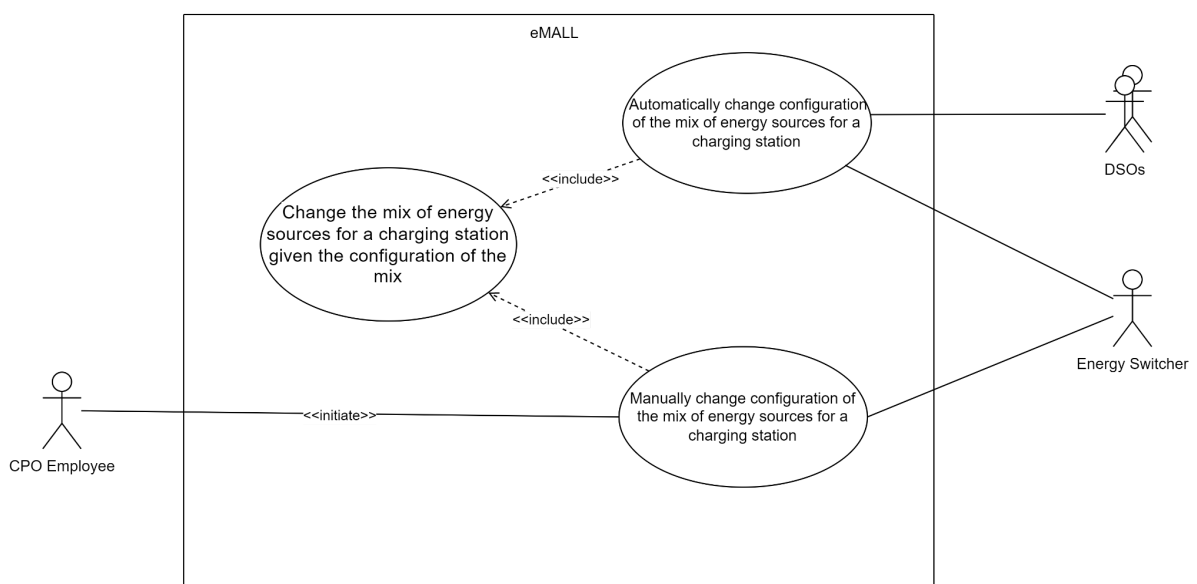 eMALL
Automatically change configuration
of the mix of energy sources for a
charging station
DSOs
<<include>>
Change the mix of energy
sources for a charging station
given the configuration of the
mix
<<include>>
Energy Switcher
Manually change configuration of
the mix of energy sources for a
charging station
<<initiate>>
CPO Employee